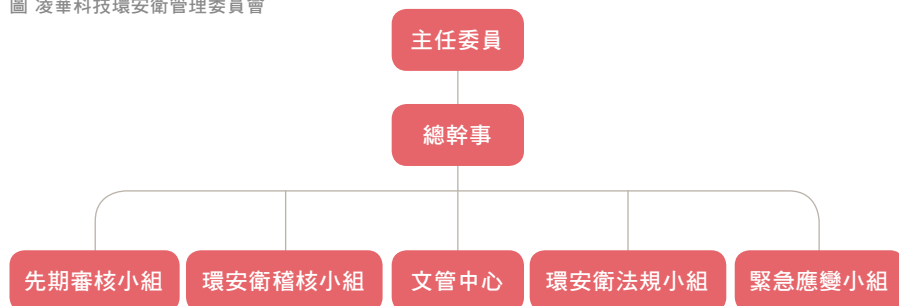 圖 凌華科技環安衛管理委員會
主任委員
總幹事
先期審核小組
環安衛稽核小組
文管中心
環安衛法規小組
緊急應變小組